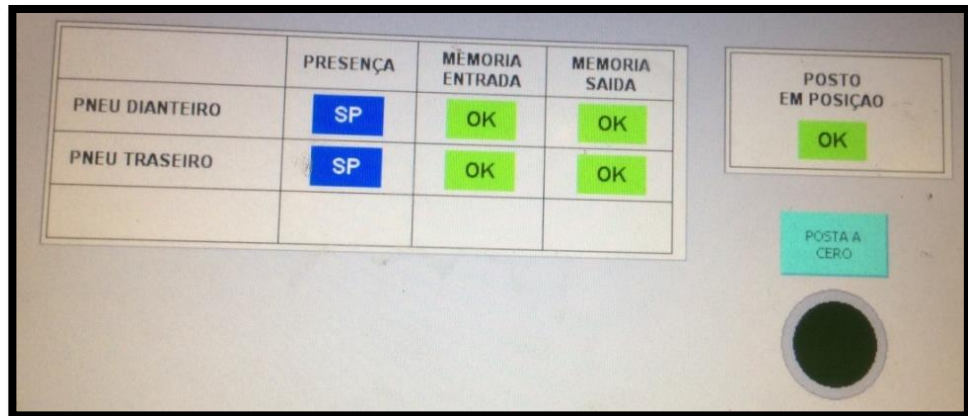 PRESENÇA
MEMORIA
ENTRADA
MEMORIA
SAIDA
PNEU DIANTEIRO
SP
OK
OK
PNEU TRASEIRO
SP
OK
OK
POSTO
EM POSIÇAO
OK
POSTA A
CERO